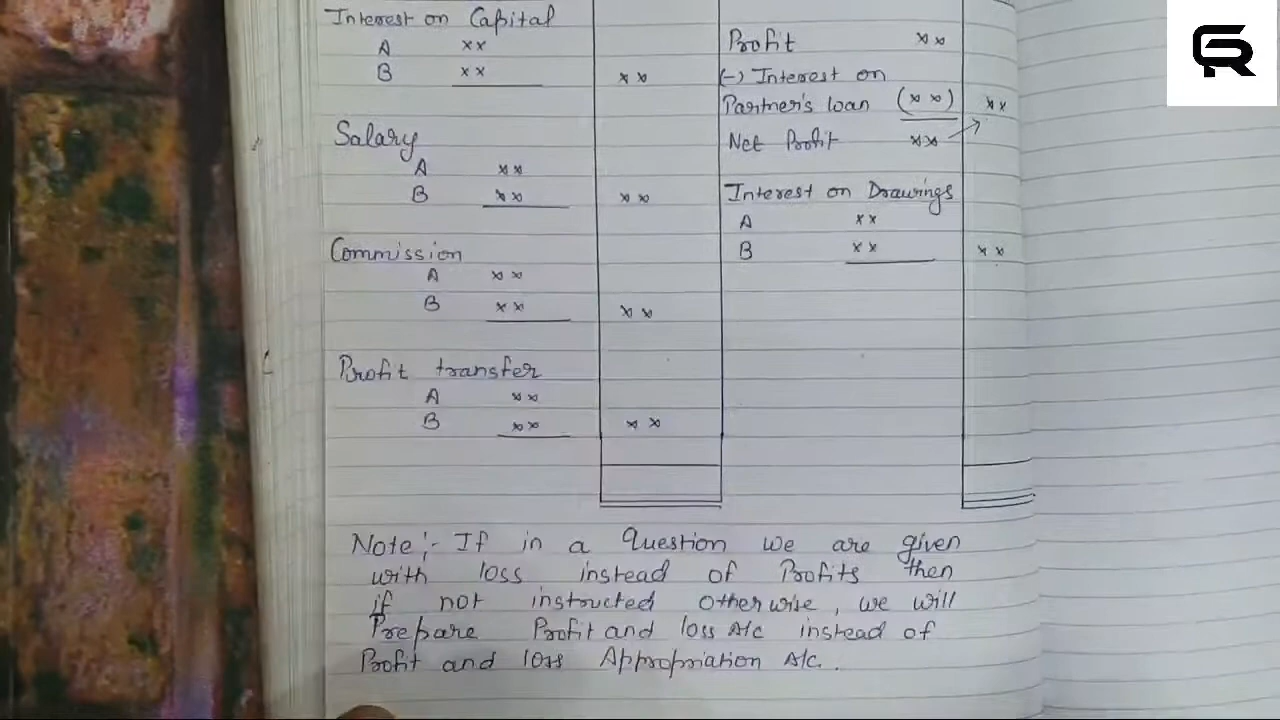 Interest on Capital
A xx
B xx xx
Salary
A xx
B xx xx
Commission
A xx
B xx xx
Profit transfer
A xx
B xx xx
Profit xx
(-) Interest on
Partner's loan (xx) xx
Net Profit xx
Interest on Drawings
A xx
B xx xx
Note:- If in a Question we are given
with loss instead of Profits then
if not instructed otherwise, we will
Prepare Profit and loss A/c instead of
Profit and loss Appropriation A/c.